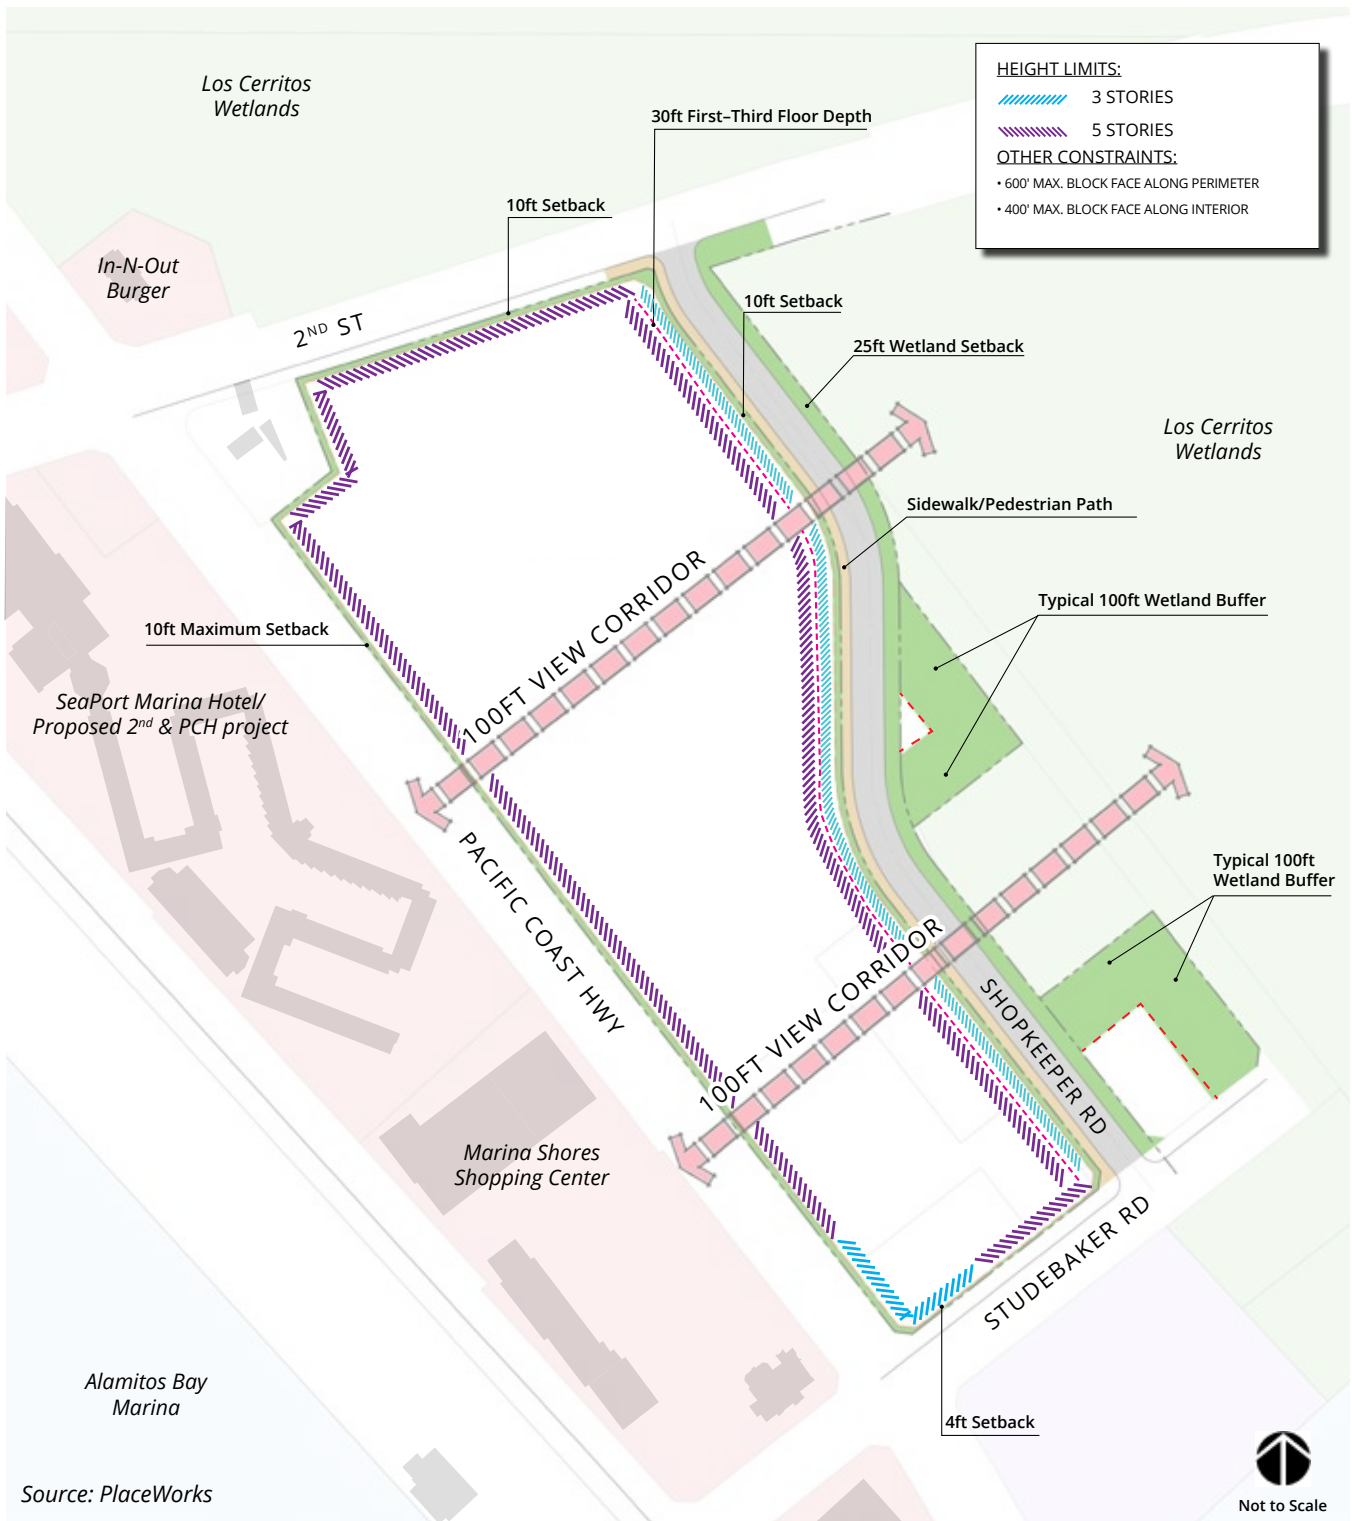 Los Cerritos
Wetlands
HEIGHT LIMITS:
3 STORIES
5 STORIES
OTHER CONSTRAINTS:
• 600' MAX. BLOCK FACE ALONG PERIMETER
• 400' MAX. BLOCK FACE ALONG INTERIOR
30ft First–Third Floor Depth
10ft Setback
In-N-Out
Burger
2ND ST
10ft Setback
25ft Wetland Setback
Los Cerritos
Wetlands
Sidewalk/Pedestrian Path
100FT VIEW CORRIDOR
Typical 100ft Wetland Buffer
10ft Maximum Setback
SeaPort Marina Hotel/
Proposed 2nd & PCH project
PACIFIC COAST HWY
Typical 100ft
Wetland Buffer
100FT VIEW CORRIDOR
SHOPKEEPER RD
Marina Shores
Shopping Center
STUDEBAKER RD
Alamitos Bay
Marina
4ft Setback
Source: PlaceWorks
Not to Scale